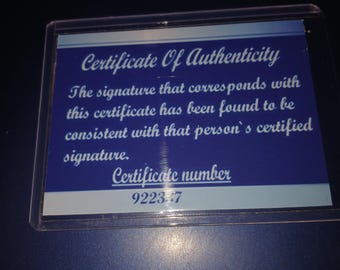 Certificate Of Authenticity
The signature that corresponds with
this certificate has been found to be
consistent with that person`s certified
signature.
Certificate number